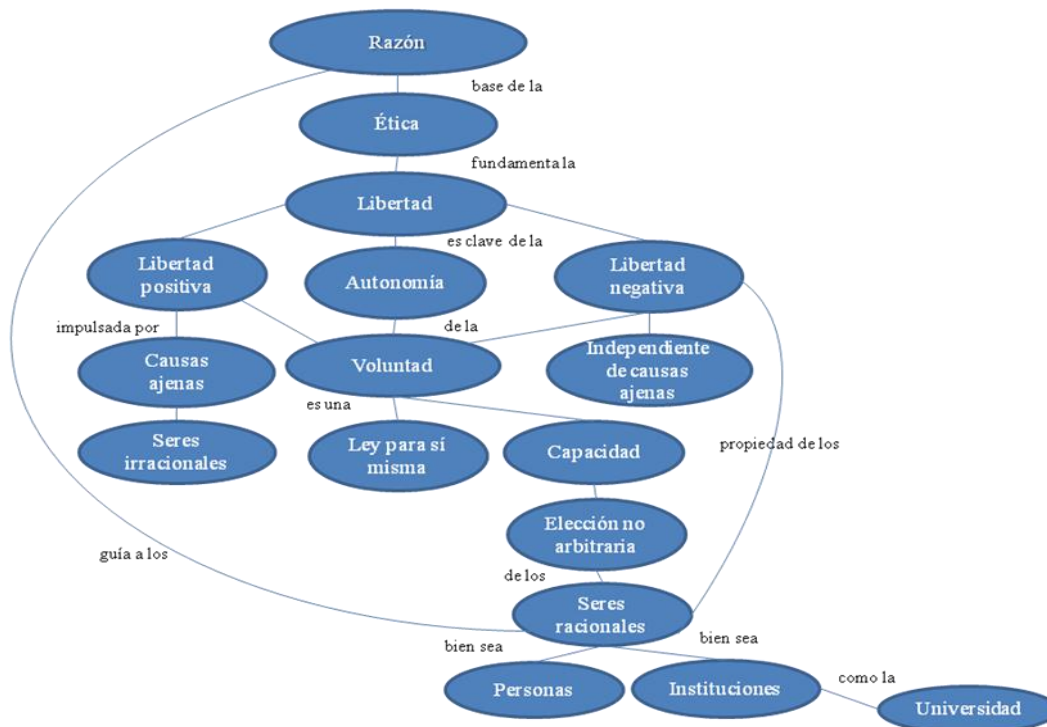 Razón
base de la
Ética
fundamenta la
Libertad
es clave de la
Libertad
positiva
Autonomía
Libertad
negativa
impulsada por
de la
Causas
ajenas
Voluntad
Independiente
de causas
ajenas
es una
Seres
irracionales
Ley para sí
misma
Capacidad
propiedad de los
Elección no
arbitraria
guía a los
de los
Seres
racionales
bien sea
bien sea
Personas
Instituciones
como la
Universidad